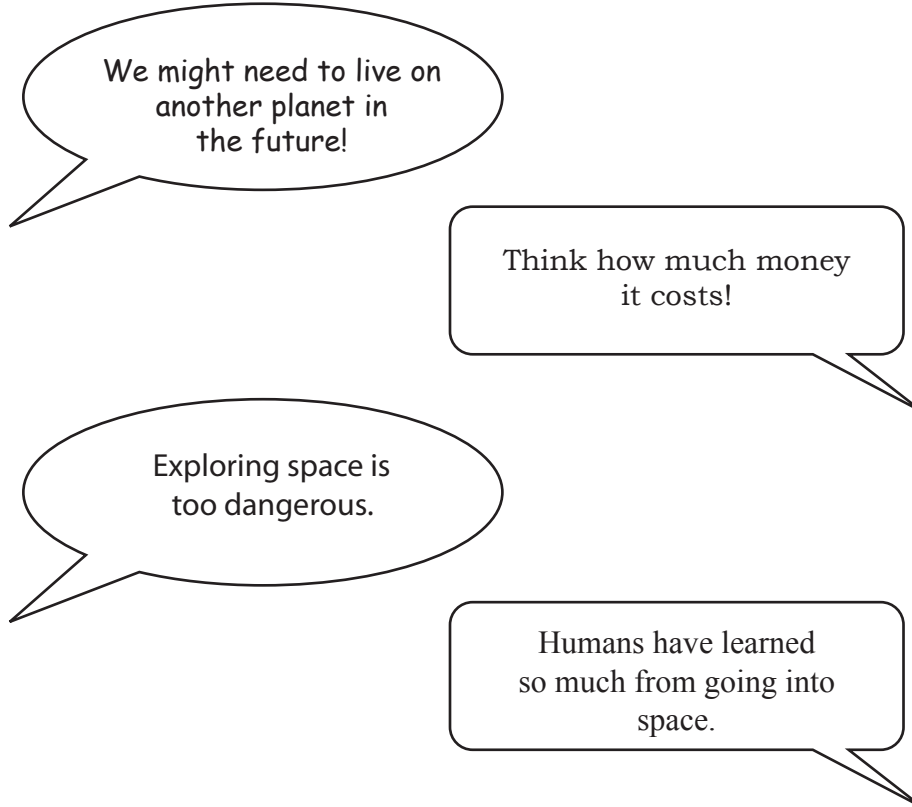 We might need to live on
another planet in
the future!
Think how much money
it costs!
Exploring space is
too dangerous.
Humans have learned
so much from going into
space.